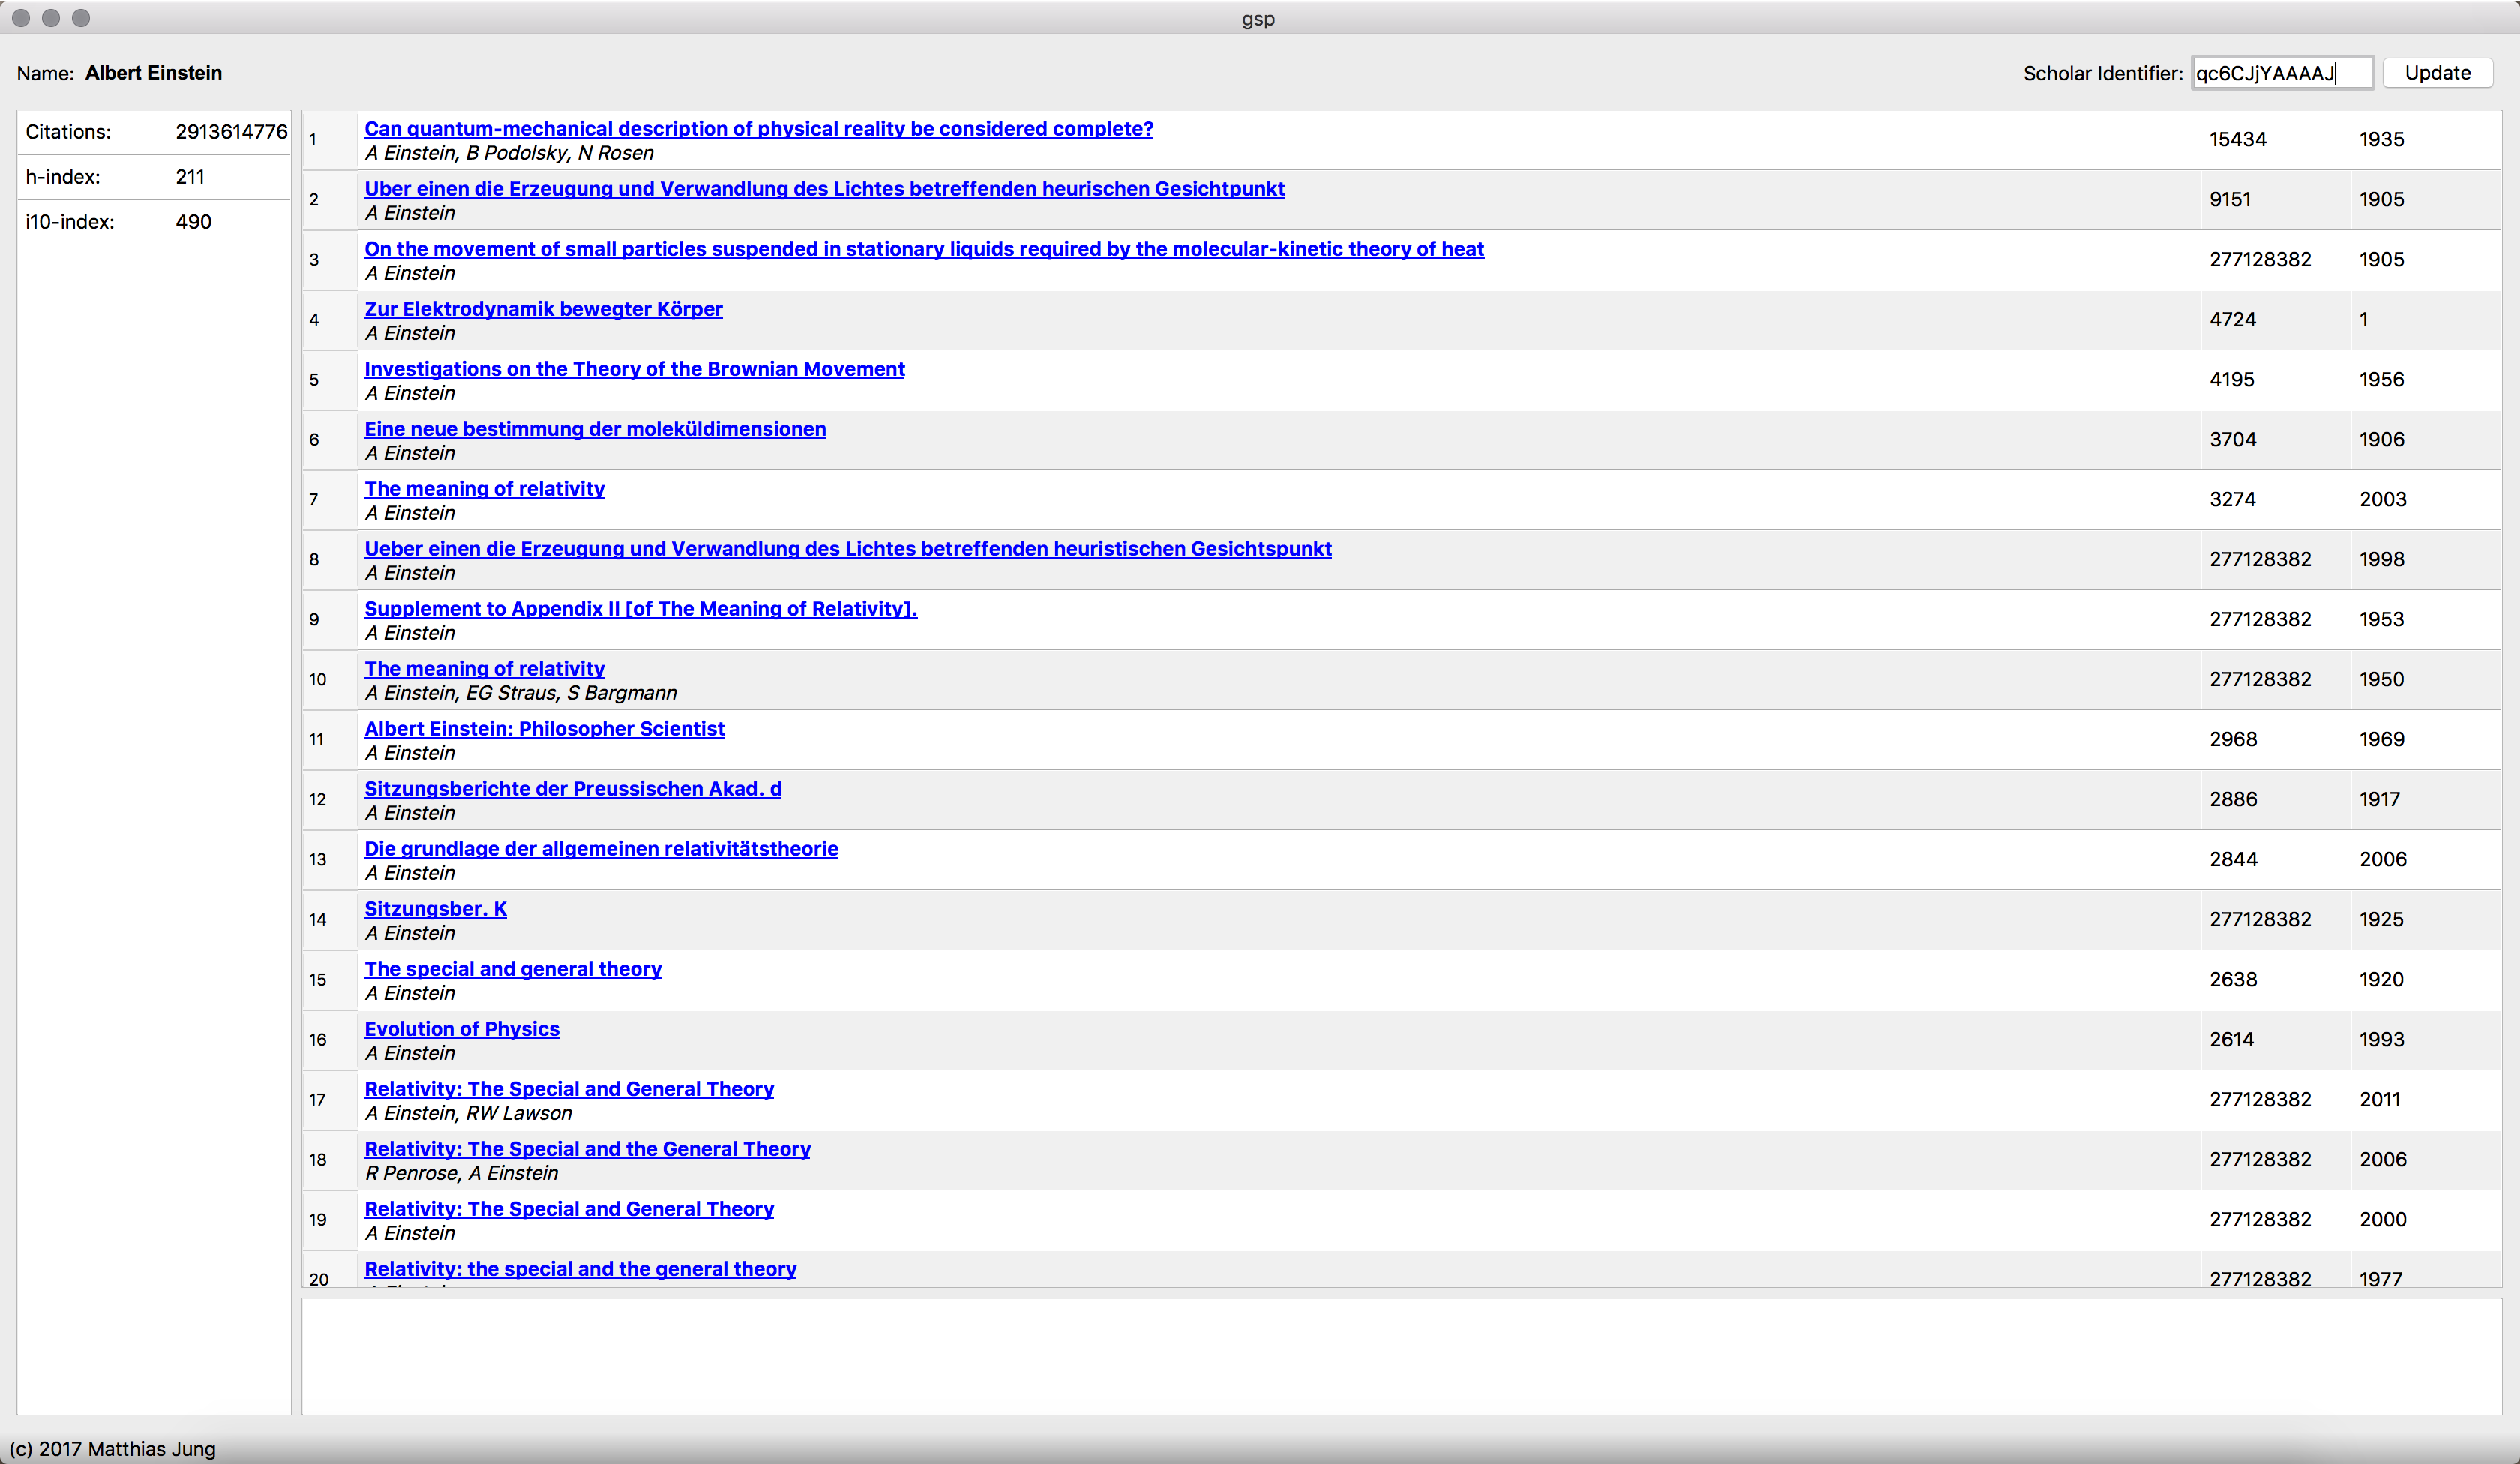 gsp
Name: Albert Einstein
Scholar Identifier: qc6CJjYAAAAJ Update
Citations: 2913614776
h-index: 211
i10-index: 490
1 Can quantum-mechanical description of physical reality be considered complete? 15434 1935
A Einstein, B Podolsky, N Rosen
2 Uber einen die Erzeugung und Verwandlung des Lichtes betreffenden heurischen Gesichtpunkt 9151 1905
A Einstein
3 On the movement of small particles suspended in stationary liquids required by the molecular-kinetic theory of heat 277128382 1905
A Einstein
4 Zur Elektrodynamik bewegter Körper 4724 1
A Einstein
5 Investigations on the Theory of the Brownian Movement 4195 1956
A Einstein
6 Eine neue bestimmung der moleküldimensionen 3704 1906
A Einstein
7 The meaning of relativity 3274 2003
A Einstein
8 Ueber einen die Erzeugung und Verwandlung des Lichtes betreffenden heuristischen Gesichtspunkt 277128382 1998
A Einstein
9 Supplement to Appendix II [of The Meaning of Relativity]. 277128382 1953
A Einstein
10 The meaning of relativity 277128382 1950
A Einstein, EG Straus, S Bargmann
11 Albert Einstein: Philosopher Scientist 2968 1969
A Einstein
12 Sitzungsberichte der Preussischen Akad. d 2886 1917
A Einstein
13 Die grundlage der allgemeinen relativitätstheorie 2844 2006
A Einstein
14 Sitzungsber. K 277128382 1925
A Einstein
15 The special and general theory 2638 1920
A Einstein
16 Evolution of Physics 2614 1993
A Einstein
17 Relativity: The Special and General Theory 277128382 2011
A Einstein, RW Lawson
18 Relativity: The Special and the General Theory 277128382 2006
R Penrose, A Einstein
19 Relativity: The Special and General Theory 277128382 2000
A Einstein
20 Relativity: the special and the general theory 277128382 1977
(c) 2017 Matthias Jung